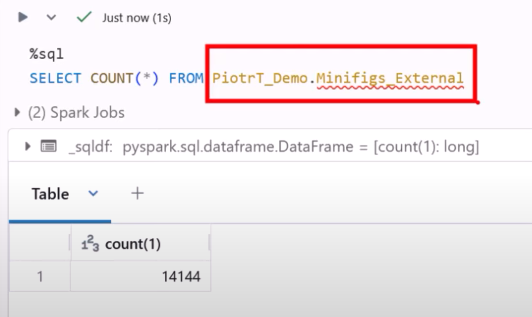 Just now (1s)
%sql
SELECT COUNT(*) FROM PiotrT_Demo.Minifigs_External
(2) Spark Jobs
_sqldf: pyspark.sql.dataframe.DataFrame = [count(1): long]
Table
123 count(1)
1 14144